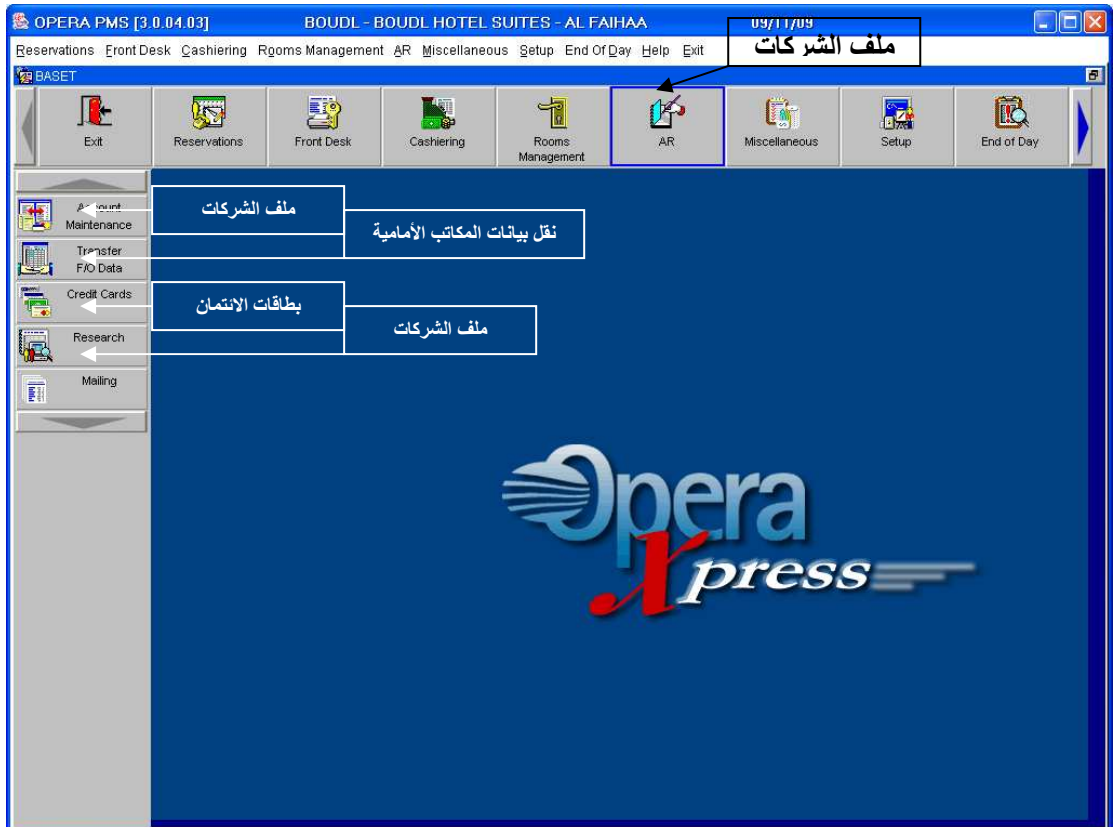 OPERA PMS [3.0.04.03] BOUDL - BOUDL HOTEL SUITES - AL FAIHAA 09/11/09
Reservations Front Desk Cashiering Rooms Management AR Miscellaneous Setup End Of Day Help Exit
ملف الشركات
BASET
Exit
Reservations
Front Desk
Cashiering
Rooms
Management
AR
Miscellaneous
Setup
End of Day
Account
Maintenance
ملف الشركات
نقل بيانات المكاتب الأمامية
Transfer
F/O Data
Credit Cards
بطاقات الائتمان
Research
ملف الشركات
Mailing
Opera
Xpress